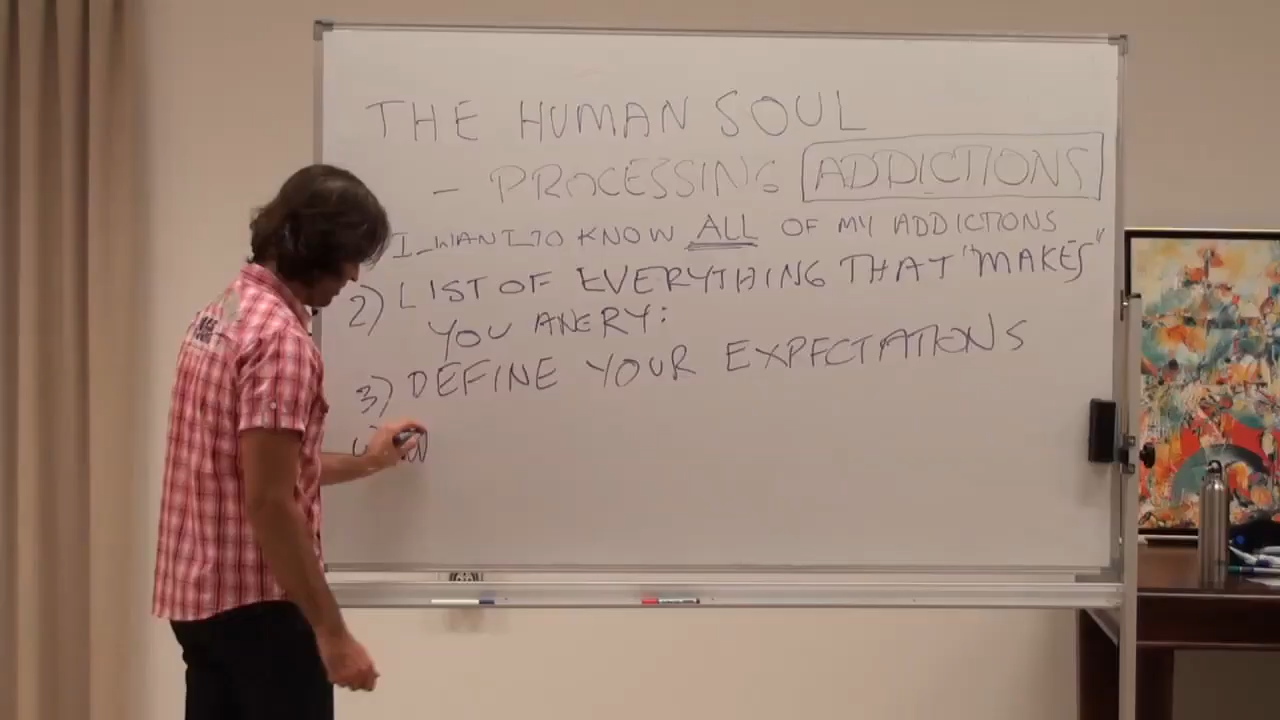 THE HUMAN SOUL
- PROCESSING ADDICTIONS
I WANT TO KNOW ALL OF MY ADDICTIONS
2) LIST OF EVERYTHING THAT "MAKES"
YOU ANGRY:
3) DEFINE YOUR EXPECTATIONS